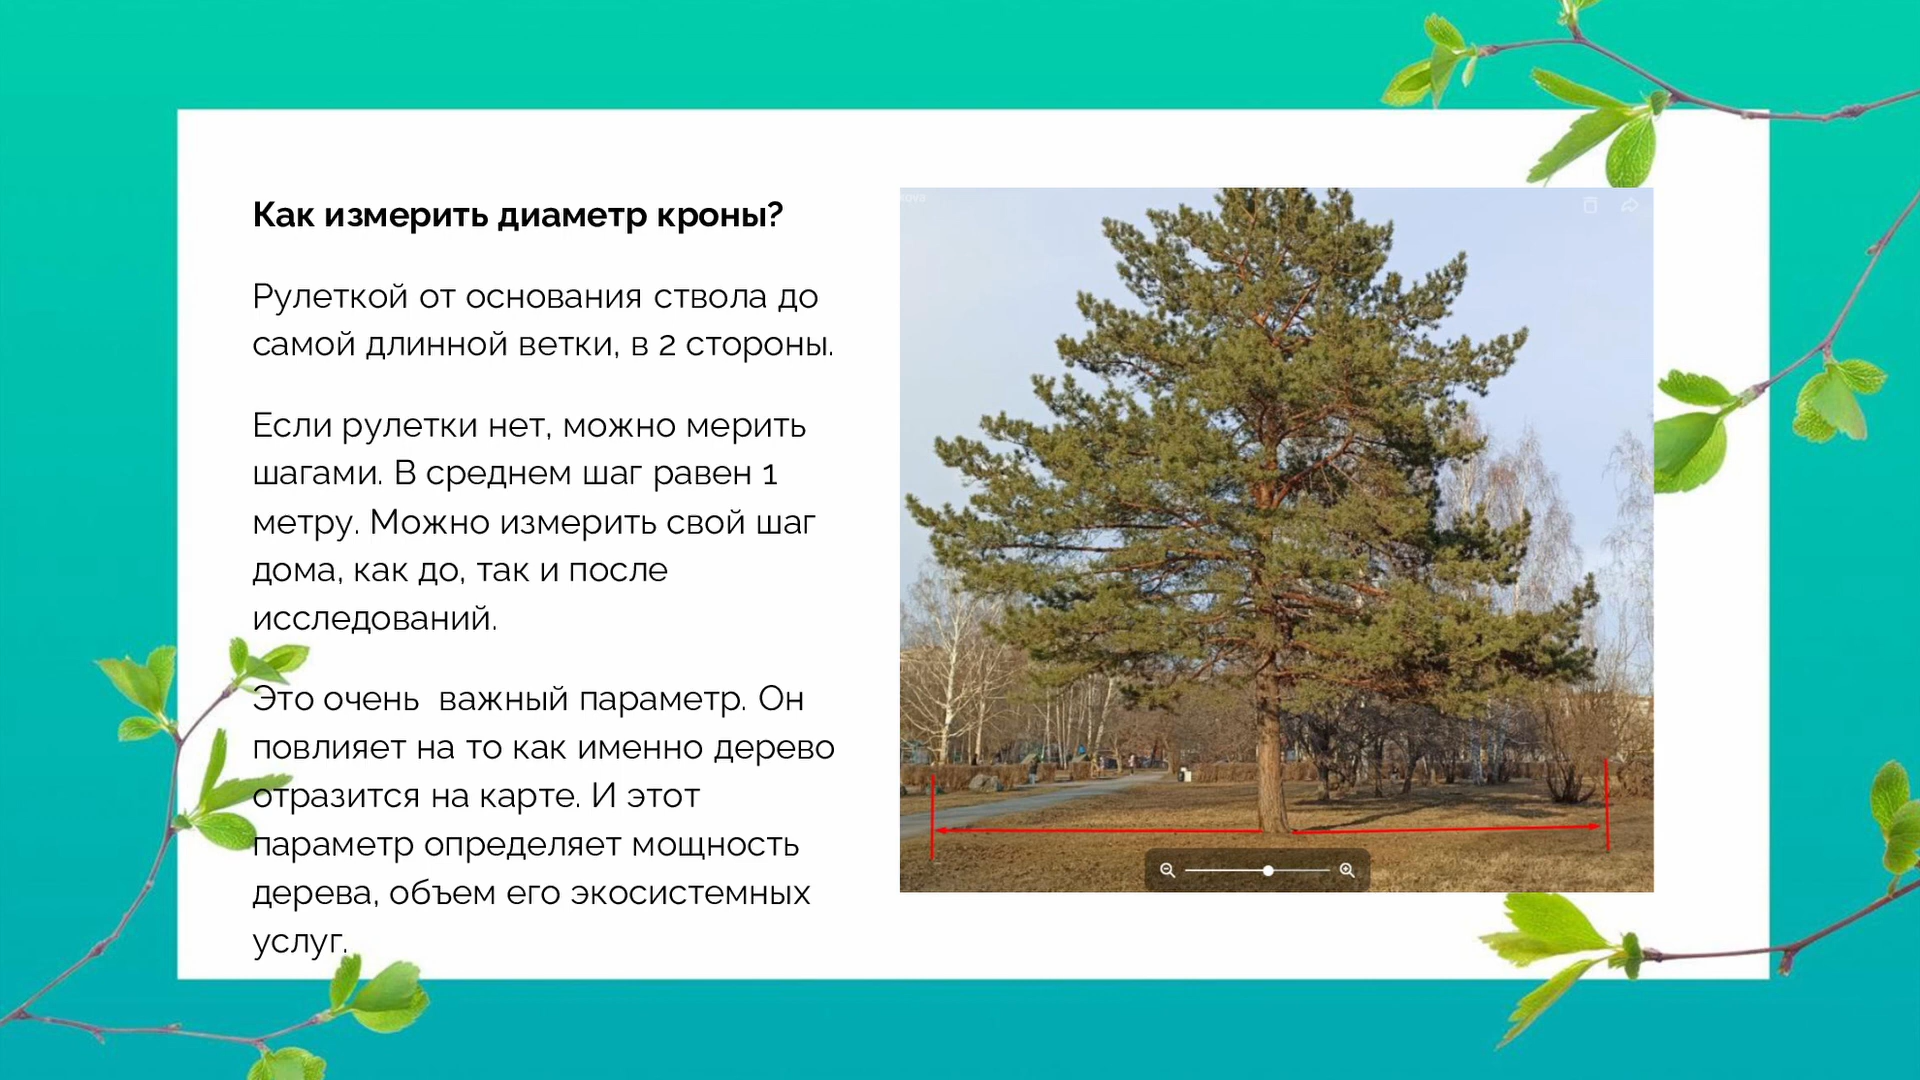 Как измерить диаметр кроны?
Рулеткой от основания ствола до
самой длинной ветки, в 2 стороны.
Если рулетки нет, можно мерить
шагами. В среднем шаг равен 1
метру. Можно измерить свой шаг
дома, как до, так и после
исследований.
Это очень  важный параметр. Он
повлияет на то как именно дерево
отразится на карте. И этот
параметр определяет мощность
дерева, объем его экосистемных
услуг.